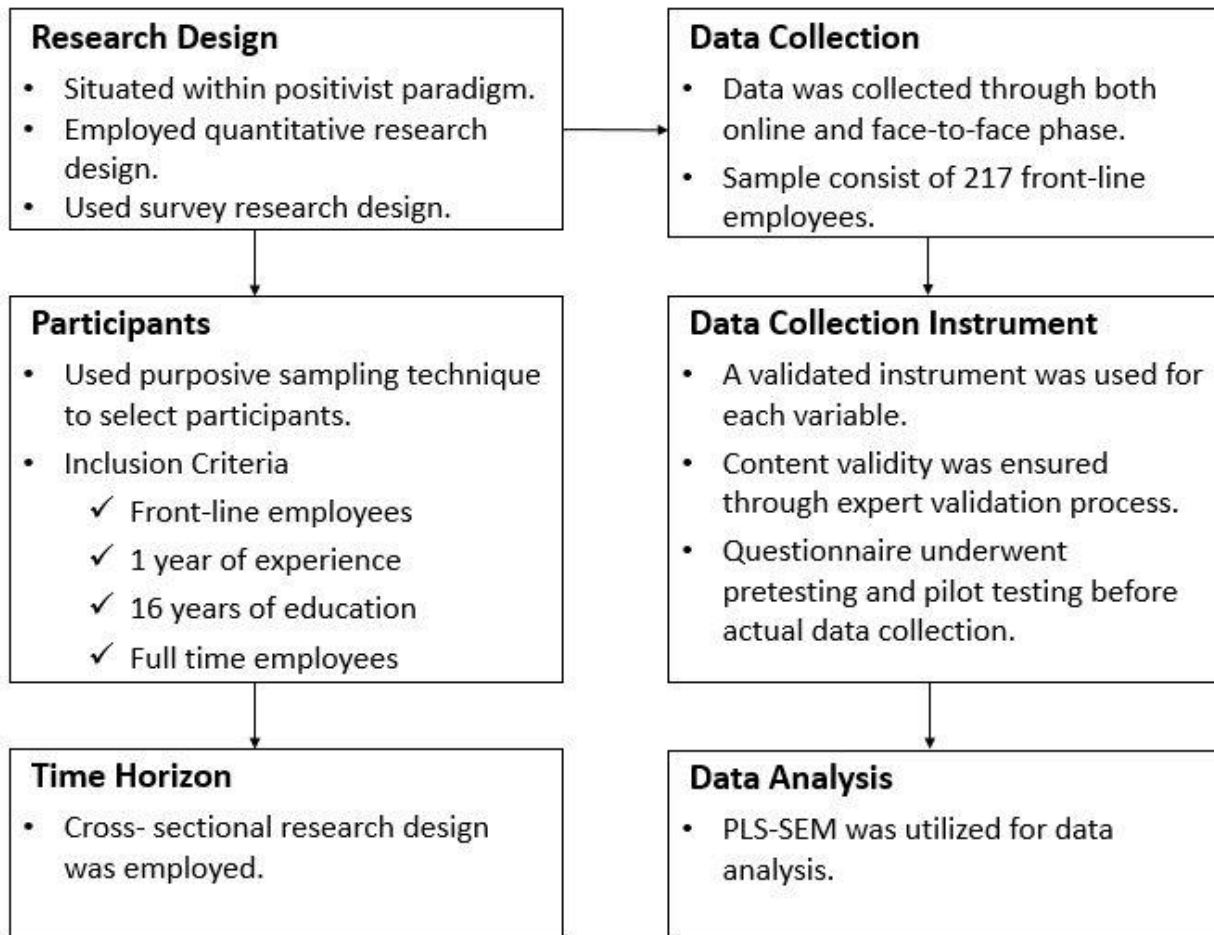 Research Design
• Situated within positivist paradigm.
• Employed quantitative research
design.
• Used survey research design.
Participants
• Used purposive sampling technique
to select participants.
• Inclusion Criteria
✓ Front-line employees
✓ 1 year of experience
✓ 16 years of education
✓ Full time employees
Time Horizon
• Cross- sectional research design
was employed.
Data Collection
• Data was collected through both
online and face-to-face phase.
• Sample consist of 217 front-line
employees.
Data Collection Instrument
• A validated instrument was used for
each variable.
• Content validity was ensured
through expert validation process.
• Questionnaire underwent
pretesting and pilot testing before
actual data collection.
Data Analysis
• PLS-SEM was utilized for data
analysis.